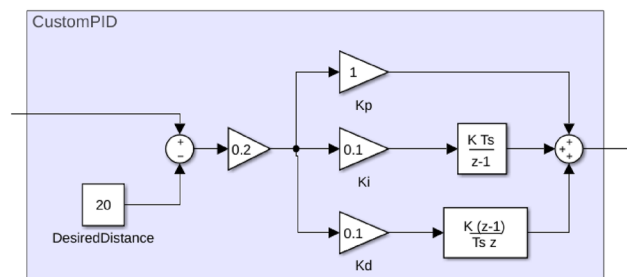 CustomPID
1
Kp
+
−
0.2
0.1
Ki
K Ts
z-1
+
+
+
20
DesiredDistance
0.1
Kd
K (z-1)
Ts z